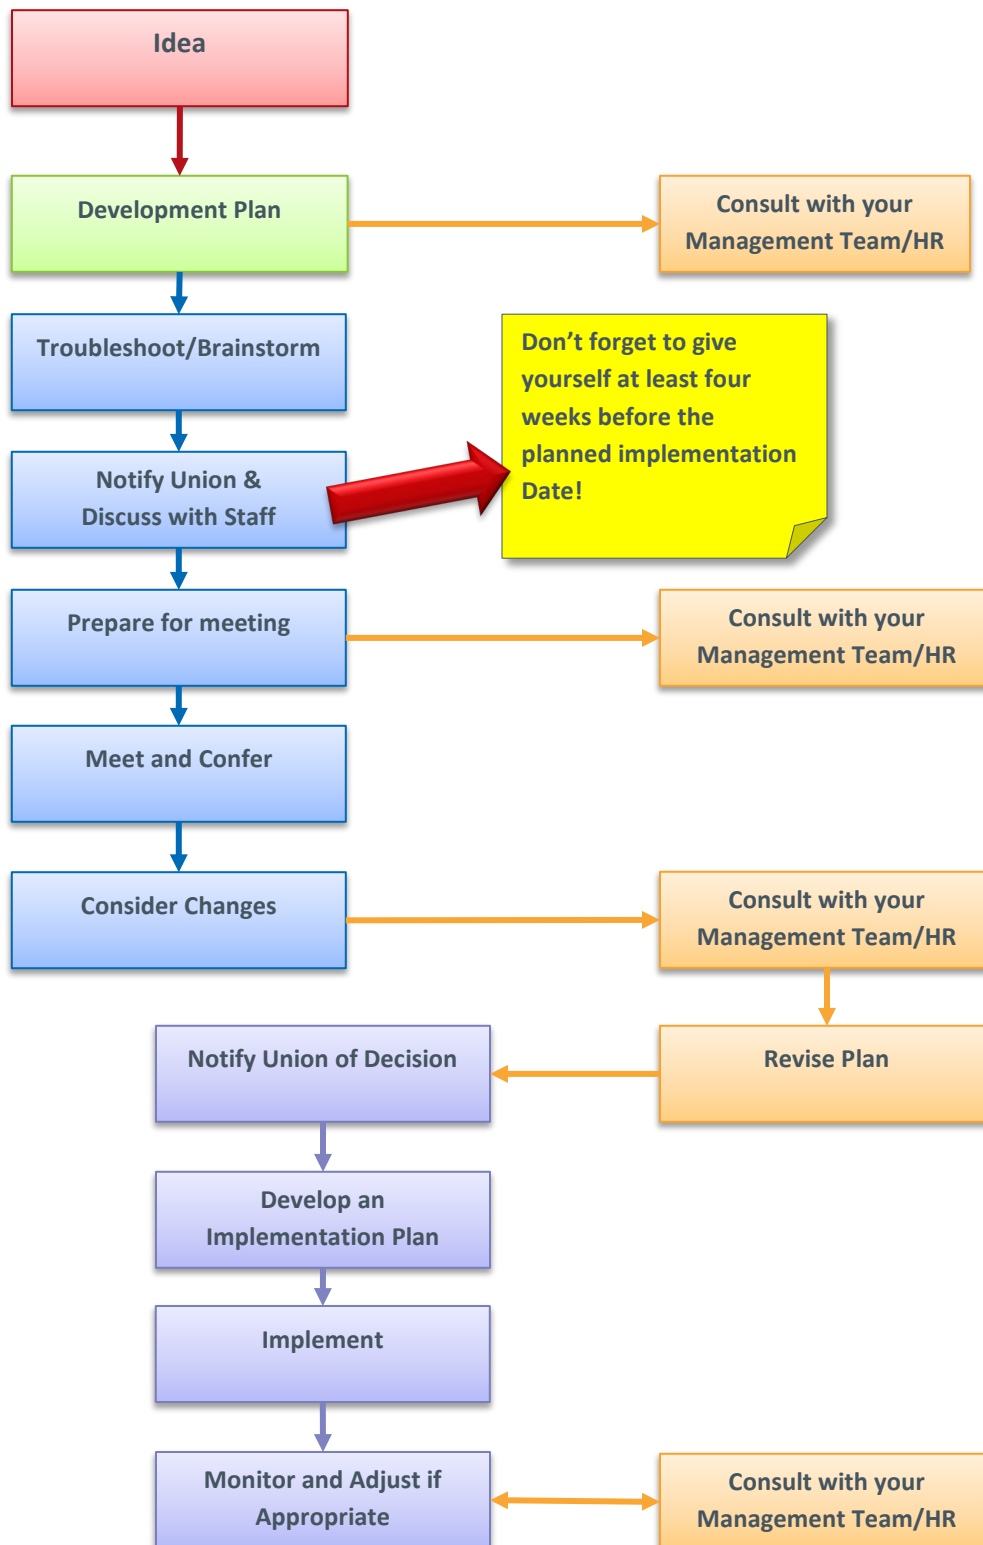 Idea
Development Plan
Consult with your
Management Team/HR
Troubleshoot/Brainstorm
Don’t forget to give
yourself at least four
weeks before the
planned implementation
Date!
Notify Union &
Discuss with Staff
Prepare for meeting
Consult with your
Management Team/HR
Meet and Confer
Consider Changes
Consult with your
Management Team/HR
Notify Union of Decision
Revise Plan
Develop an
Implementation Plan
Implement
Monitor and Adjust if
Appropriate
Consult with your
Management Team/HR